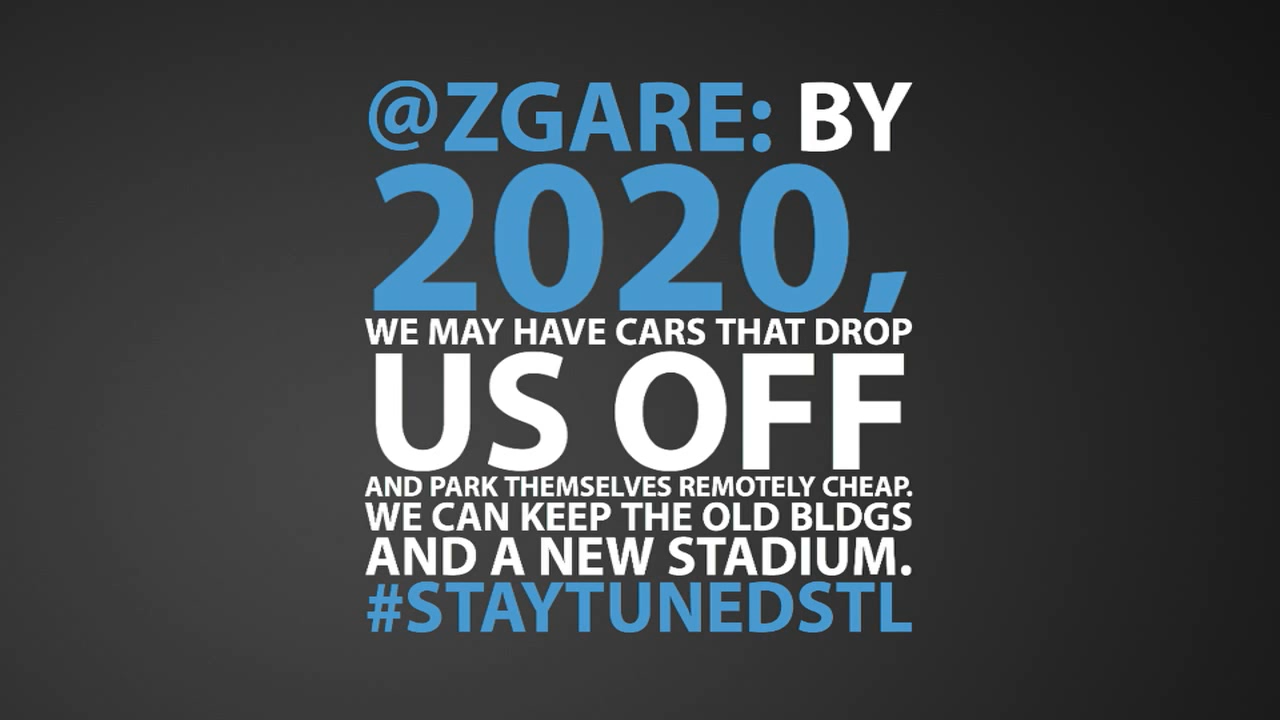 @ZGARE: BY
2020,
WE MAY HAVE CARS THAT DROP
US OFF
AND PARK THEMSELVES REMOTELY CHEAP.
WE CAN KEEP THE OLD BLDGS
AND A NEW STADIUM.
#STAYTUNEDSTL